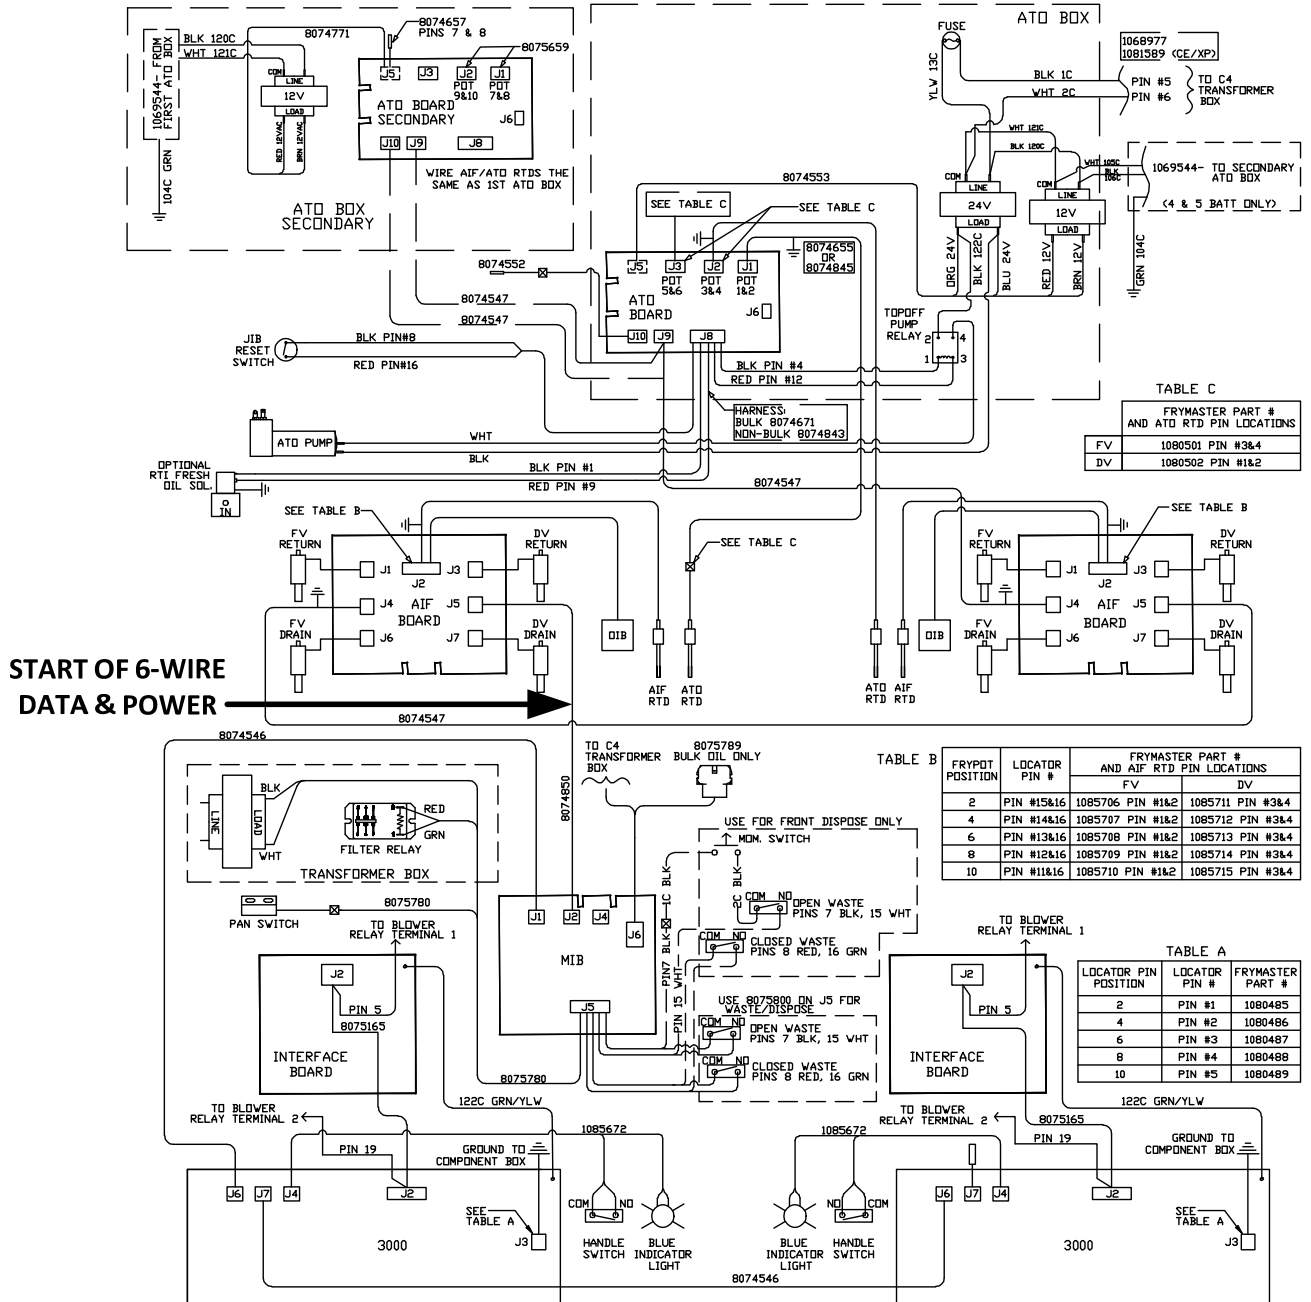 1069544- FROM
FIRST ATO BOX
BLK 120C
WHT 121C
104C GRN
COM
LINE
12V
LOAD
RED 12VAC
BRN 12VAC
8074771
8074657
PINS 7 & 8
8075659
J5
J3
J2
J1
POT
9&10
POT
7&8
ATO BOARD
SECONDARY
J6
J10
J9
J8
WIRE AIF/ATO RTDS THE
SAME AS 1ST ATO BOX
ATO BOX
SECONDARY
ATO BOX
FUSE
YLW 13C
BLK 1C
WHT 2C
1068977
1081589 (CE/XP)
PIN #5
PIN #6
TO C4
TRANSFORMER
BOX
WHT 121C
BLK 120C
WHT 105C
BLK
106C
1069544- TO SECONDARY
ATO BOX
(4 & 5 BATT ONLY)
GRN 104C
COM
LINE
24V
LOAD
COM
LINE
12V
LOAD
ORG 24V
BLK 122C
BLU 24V
RED 12V
BRN 12V
8074553
SEE TABLE C
SEE TABLE C
8074655
OR
8074845
8074552
J5
J3
J2
J1
POT
5&6
POT
3&4
POT
1&2
ATO
BOARD
J6
J10
J9
J8
8074547
8074547
JIB
RESET
SWITCH
BLK PIN#8
RED PIN#16
TOPOFF
PUMP
RELAY
2
4
1
3
BLK PIN #4
RED PIN #12
HARNESS:
BULK 8074671
NON-BULK 8074843
ATO PUMP
WHT
BLK
OPTIONAL
RTI FRESH
OIL SOL.
IN
BLK PIN #1
RED PIN #9
8074547
TABLE C
FRYMASTER PART #
AND ATO RTD PIN LOCATIONS
FV 1080501 PIN #3&4
DV 1080502 PIN #1&2
SEE TABLE B
FV
RETURN
DV
RETURN
J1
J2
J3
J4
AIF
BOARD
J5
J6
J7
FV
DRAIN
DV
DRAIN
OIB
AIF
RTD
ATO
RTD
SEE TABLE C
ATO
RTD
AIF
RTD
OIB
SEE TABLE B
FV
RETURN
DV
RETURN
J1
J2
J3
J4
AIF
BOARD
J5
J6
J7
FV
DRAIN
DV
DRAIN
START OF 6-WIRE
DATA & POWER
8074547
8074546
8074850
TO C4
TRANSFORMER
BOX
8075789
BULK OIL ONLY
TABLE B
FRYPOT
POSITION
LOCATOR
PIN #
FRYMASTER PART #
AND AIF RTD PIN LOCATIONS
FV DV
2 PIN #15&16 1085706 PIN #1&2 1085711 PIN #3&4
4 PIN #14&16 1085707 PIN #1&2 1085712 PIN #3&4
6 PIN #13&16 1085708 PIN #1&2 1085713 PIN #3&4
8 PIN #12&16 1085709 PIN #1&2 1085714 PIN #3&4
10 PIN #11&16 1085710 PIN #1&2 1085715 PIN #3&4
LINE
LOAD
BLK
WHT
RED
GRN
FILTER RELAY
TRANSFORMER BOX
PAN SWITCH
8075780
USE FOR FRONT DISPOSE ONLY
MOM. SWITCH
1C BLK
2C BLK
COM NO
OPEN WASTE
PINS 7 BLK, 15 WHT
COM NO
CLOSED WASTE
PINS 8 RED, 16 GRN
PIN7 BLK
PIN 15 WHT
J1
J2
J4
J6
MIB
J5
USE 8075800 ON J5 FOR
WASTE/DISPOSE
COM NO
OPEN WASTE
PINS 7 BLK, 15 WHT
COM NO
CLOSED WASTE
PINS 8 RED, 16 GRN
8075780
TO BLOWER
RELAY TERMINAL 1
J2
PIN 5
8075165
INTERFACE
BOARD
TO BLOWER
RELAY TERMINAL 1
J2
PIN 5
INTERFACE
BOARD
TABLE A
LOCATOR PIN
POSITION
LOCATOR
PIN #
FRYMASTER
PART #
2 PIN #1 1080485
4 PIN #2 1080486
6 PIN #3 1080487
8 PIN #4 1080488
10 PIN #5 1080489
122C GRN/YLW
TO BLOWER
RELAY TERMINAL 2
PIN 19
GROUND TO
COMPONENT BOX
1085672
1085672
TO BLOWER
RELAY TERMINAL 2
8075165
PIN 19
122C GRN/YLW
GROUND TO
COMPONENT BOX
J6
J7
J4
J2
SEE
TABLE A
J3
3000
COM
NO
HANDLE
SWITCH
BLUE
INDICATOR
LIGHT
BLUE
INDICATOR
LIGHT
NO
COM
HANDLE
SWITCH
J6
J7
J4
J2
SEE
TABLE A
J3
3000
8074546